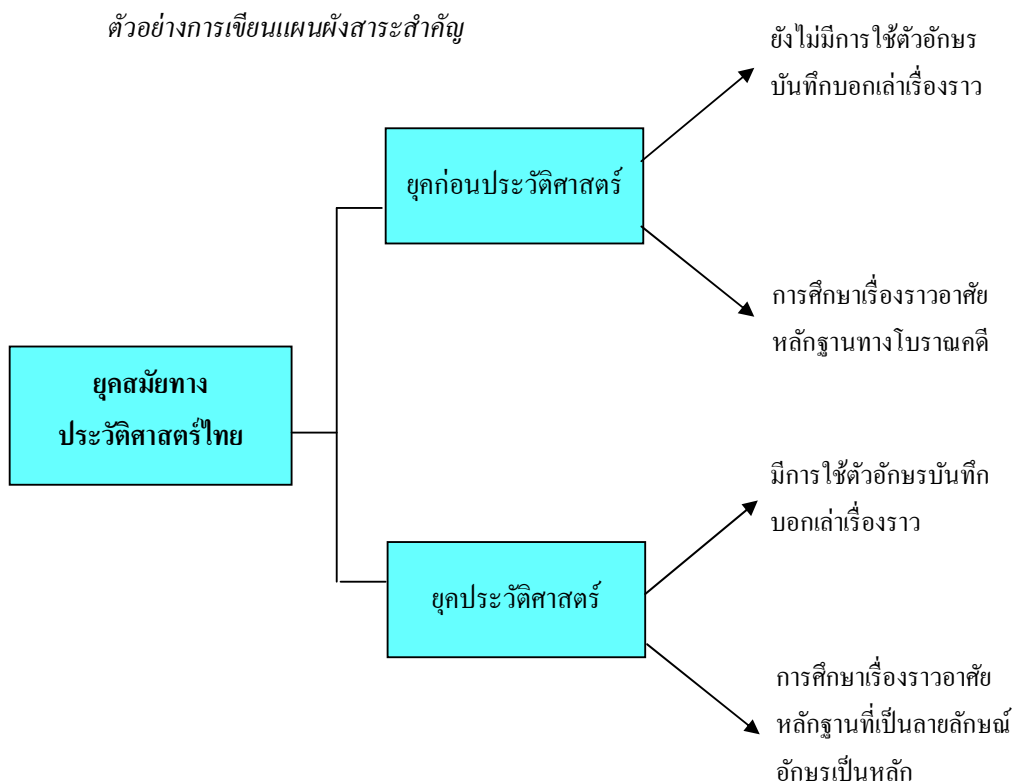 ตัวอย่างการเขียนแผนผังสาระสำคัญ
ยังไม่มีการใช้ตัวอักษร
บันทึกบอกเล่าเรื่องราว
ยุคก่อนประวัติศาสตร์
การศึกษาเรื่องราวอาศัย
หลักฐานทางโบราณคดี
ยุคสมัยทาง
ประวัติศาสตร์ไทย
มีการใช้ตัวอักษรบันทึก
บอกเล่าเรื่องราว
ยุคประวัติศาสตร์
การศึกษาเรื่องราวอาศัย
หลักฐานที่เป็นลายลักษณ์
อักษรเป็นหลัก